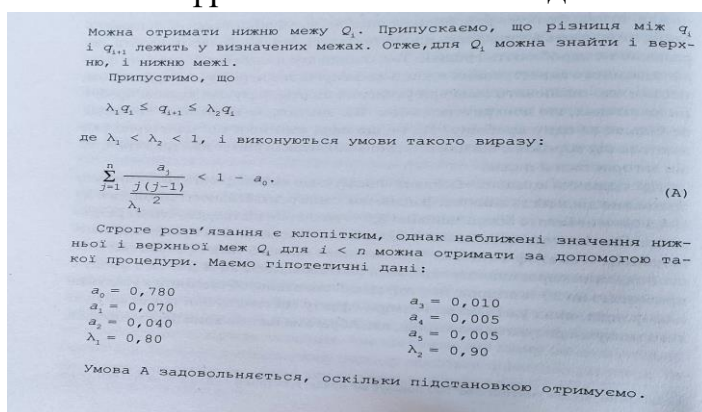 Можна отримати нижню межу Qᵢ. Припускаємо, що різниця між qᵢ
і qᵢ₊₁ лежить у визначених межах. Отже,для Qᵢ можна знайти і верх-
ню, і нижню межі.
Припустимо, що
λ₁qᵢ ≤ qᵢ₊₁ ≤ λ₂qᵢ
де λ₁ < λ₂ < 1, і виконуються умови такого виразу:
n
Σ aⱼ / λ₁^(j(j-1)/2) < 1 - a₀. (A)
j=1
Строге розв'язання є клопітким, однак наближені значення ниж-
ньої і верхньої меж Qᵢ для i < n можна отримати за допомогою та-
кої процедури. Маємо гіпотетичні дані:
a₀ = 0,780 a₃ = 0,010
a₁ = 0,070 a₄ = 0,005
a₂ = 0,040 a₅ = 0,005
λ₁ = 0,80 λ₂ = 0,90
Умова А задовольняється, оскільки підстановкою отримуємо.